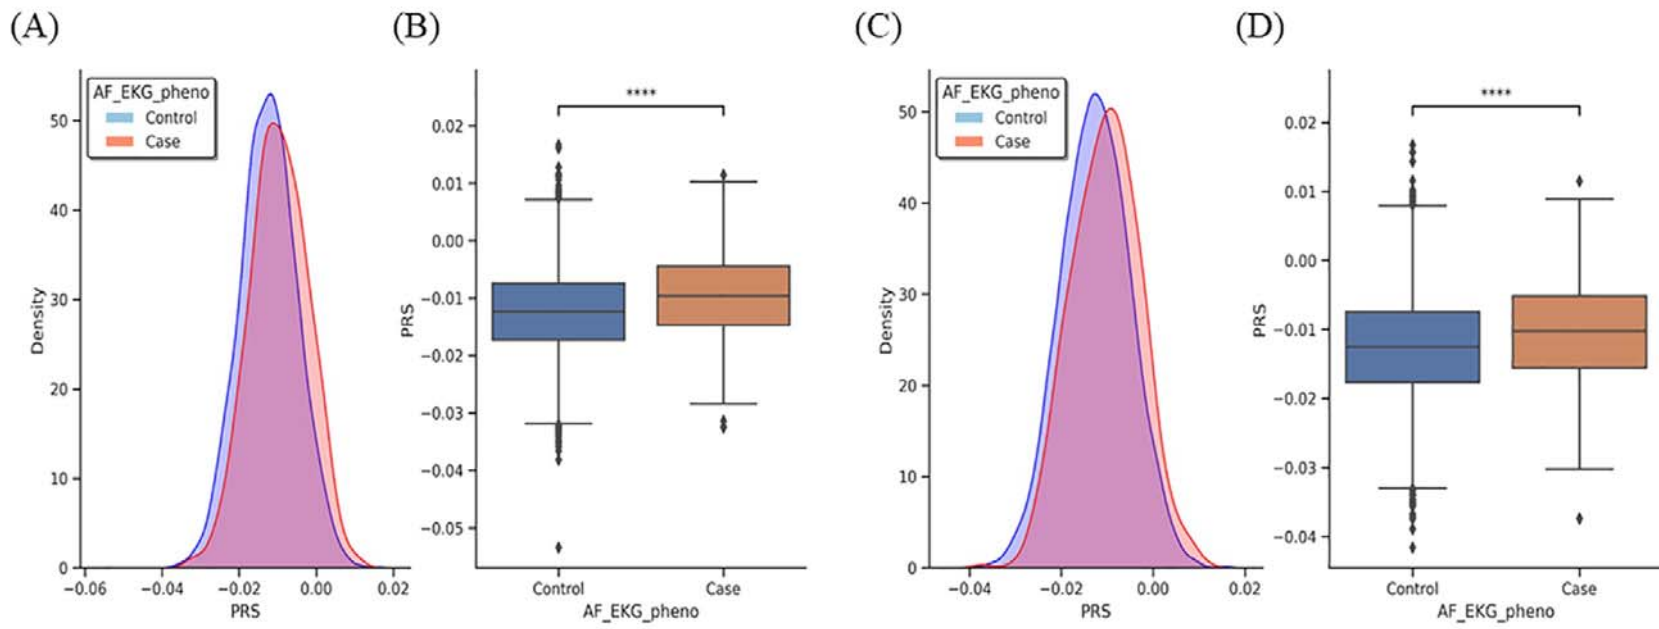 (A)
AF_EKG_pheno
Control
Case
50
40
30
20
10
0
Density
−0.06 −0.04 −0.02 0.00 0.02
PRS
(B)
****
0.02
0.01
0.00
−0.01
−0.02
−0.03
−0.04
−0.05
PRS
Control Case
AF_EKG_pheno
(C)
AF_EKG_pheno
Control
Case
50
40
30
20
10
0
Density
−0.04 −0.02 0.00 0.02
PRS
(D)
****
0.02
0.01
0.00
−0.01
−0.02
−0.03
−0.04
PRS
Control Case
AF_EKG_pheno